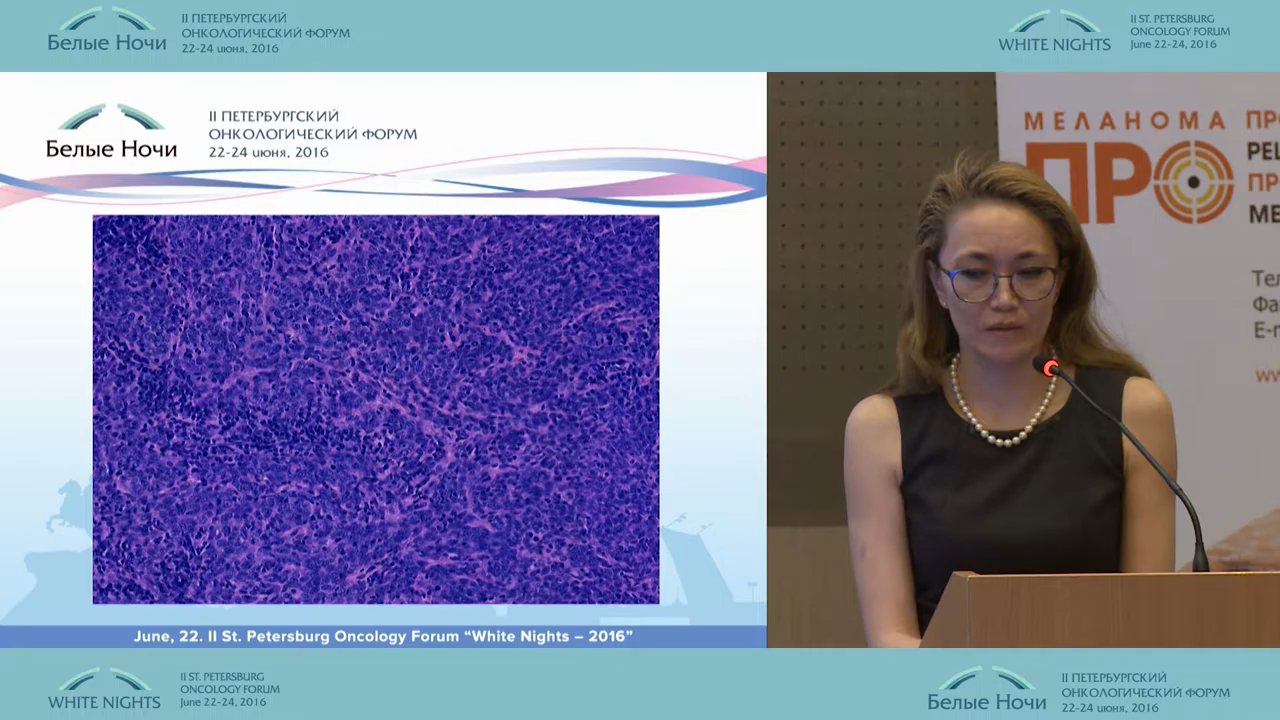 Белые Ночи
II ПЕТЕРБУРГСКИЙ
ОНКОЛОГИЧЕСКИЙ ФОРУМ
22-24 июня, 2016
WHITE NIGHTS
II ST. PETERSBURG
ONCOLOGY FORUM
June 22-24, 2016
Белые Ночи
II ПЕТЕРБУРГСКИЙ
ОНКОЛОГИЧЕСКИЙ ФОРУМ
22-24 июня, 2016
June, 22. II St. Petersburg Oncology Forum “White Nights – 2016”
МЕЛАНОМА
ПРО
WHITE NIGHTS
II ST. PETERSBURG
ONCOLOGY FORUM
June 22-24, 2016
Белые Ночи
II ПЕТЕРБУРГСКИЙ
ОНКОЛОГИЧЕСКИЙ ФОРУМ
22-24 июня, 2016